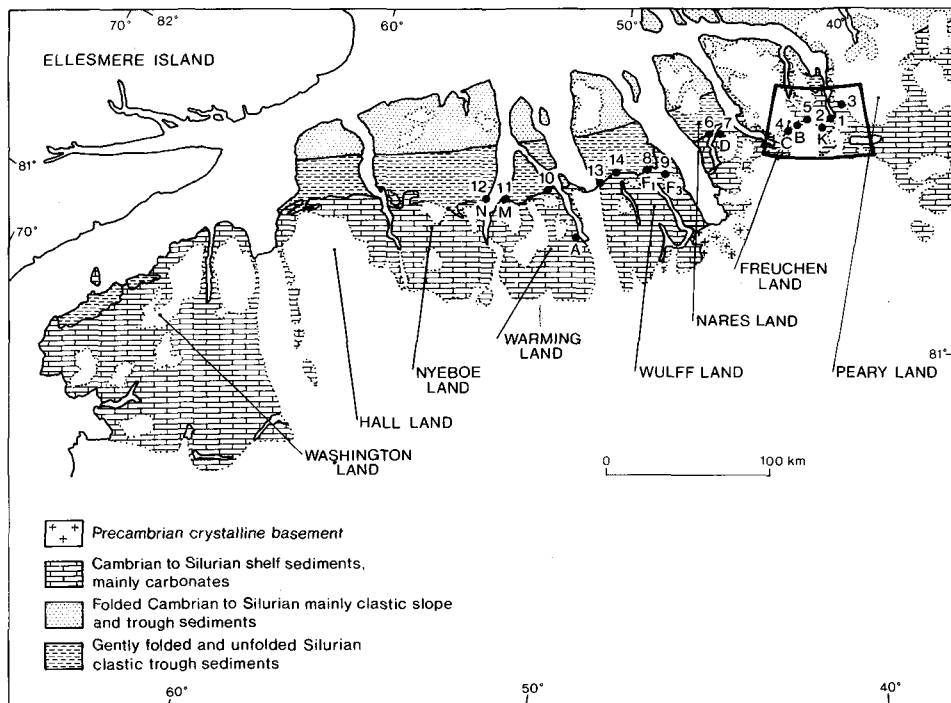 70° 82° 60° 50° 40°
ELLESMERE ISLAND
81°
70°
6 7 D
4 C B 5 2 K 1 3
13 14 8 9
F1 F3
12 11 10
N M
A
FREUCHEN
LAND
NARES LAND
WARMING
LAND
NYEBOE
LAND
WULFF LAND
PEARY LAND
81°
HALL LAND
WASHINGTON
LAND
0 100 km
+ + +
Precambrian crystalline basement
Cambrian to Silurian shelf sediments,
mainly carbonates
Folded Cambrian to Silurian mainly clastic slope
and trough sediments
Gently folded and unfolded Silurian
clastic trough sediments
60° 50° 40°